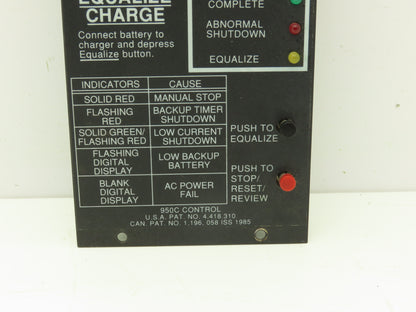 EQUALIZE
CHARGE
Connect battery to
charger and depress
Equalize button.
COMPLETE
ABNORMAL
SHUTDOWN
EQUALIZE
INDICATORS CAUSE
SOLID RED MANUAL STOP
FLASHING
RED
BACKUP TIMER
SHUTDOWN
SOLID GREEN/
FLASHING RED
LOW CURRENT
SHUTDOWN
FLASHING
DIGITAL
DISPLAY
LOW BACKUP
BATTERY
BLANK
DIGITAL
DISPLAY
AC POWER
FAIL
PUSH TO
EQUALIZE
PUSH TO
STOP/
RESET/
REVIEW
950C CONTROL
U.S.A. PAT. NO. 4,418,310
CAN. PAT. NO. 1,196, 058 ISS 1985